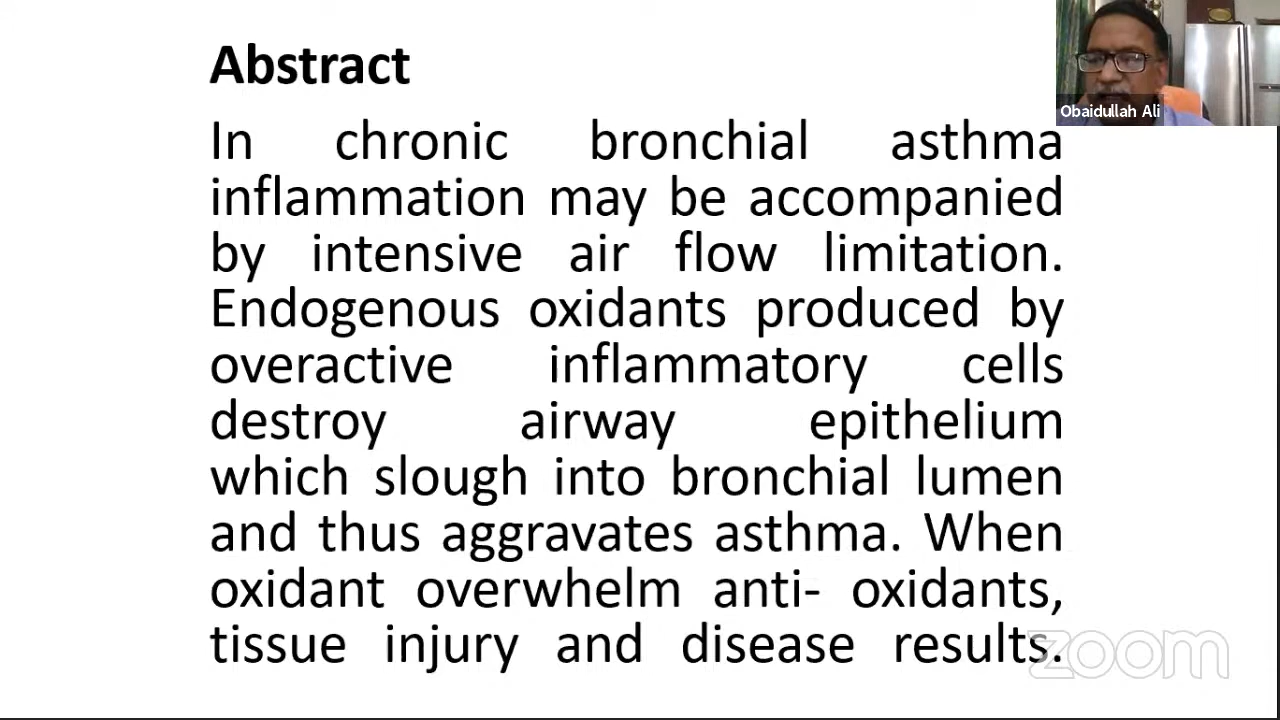 Abstract
In chronic bronchial asthma
inflammation may be accompanied
by intensive air flow limitation.
Endogenous oxidants produced by
overactive inflammatory cells
destroy airway epithelium
which slough into bronchial lumen
and thus aggravates asthma. When
oxidant overwhelm anti- oxidants,
tissue injury and disease results.
Obaidullah Ali
zoom